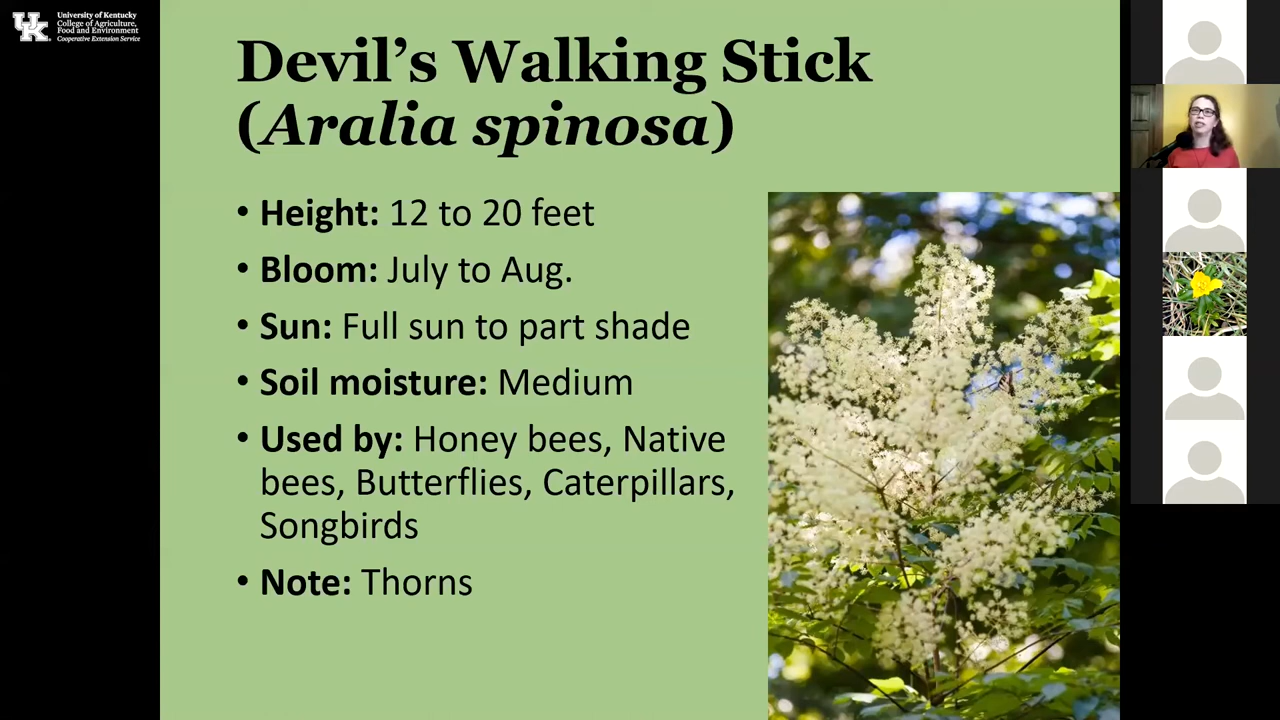 UK
University of Kentucky
College of Agriculture,
Food and Environment
Cooperative Extension Service
Devil’s Walking Stick
(Aralia spinosa)
• Height: 12 to 20 feet
• Bloom: July to Aug.
• Sun: Full sun to part shade
• Soil moisture: Medium
• Used by: Honey bees, Native
bees, Butterflies, Caterpillars,
Songbirds
• Note: Thorns